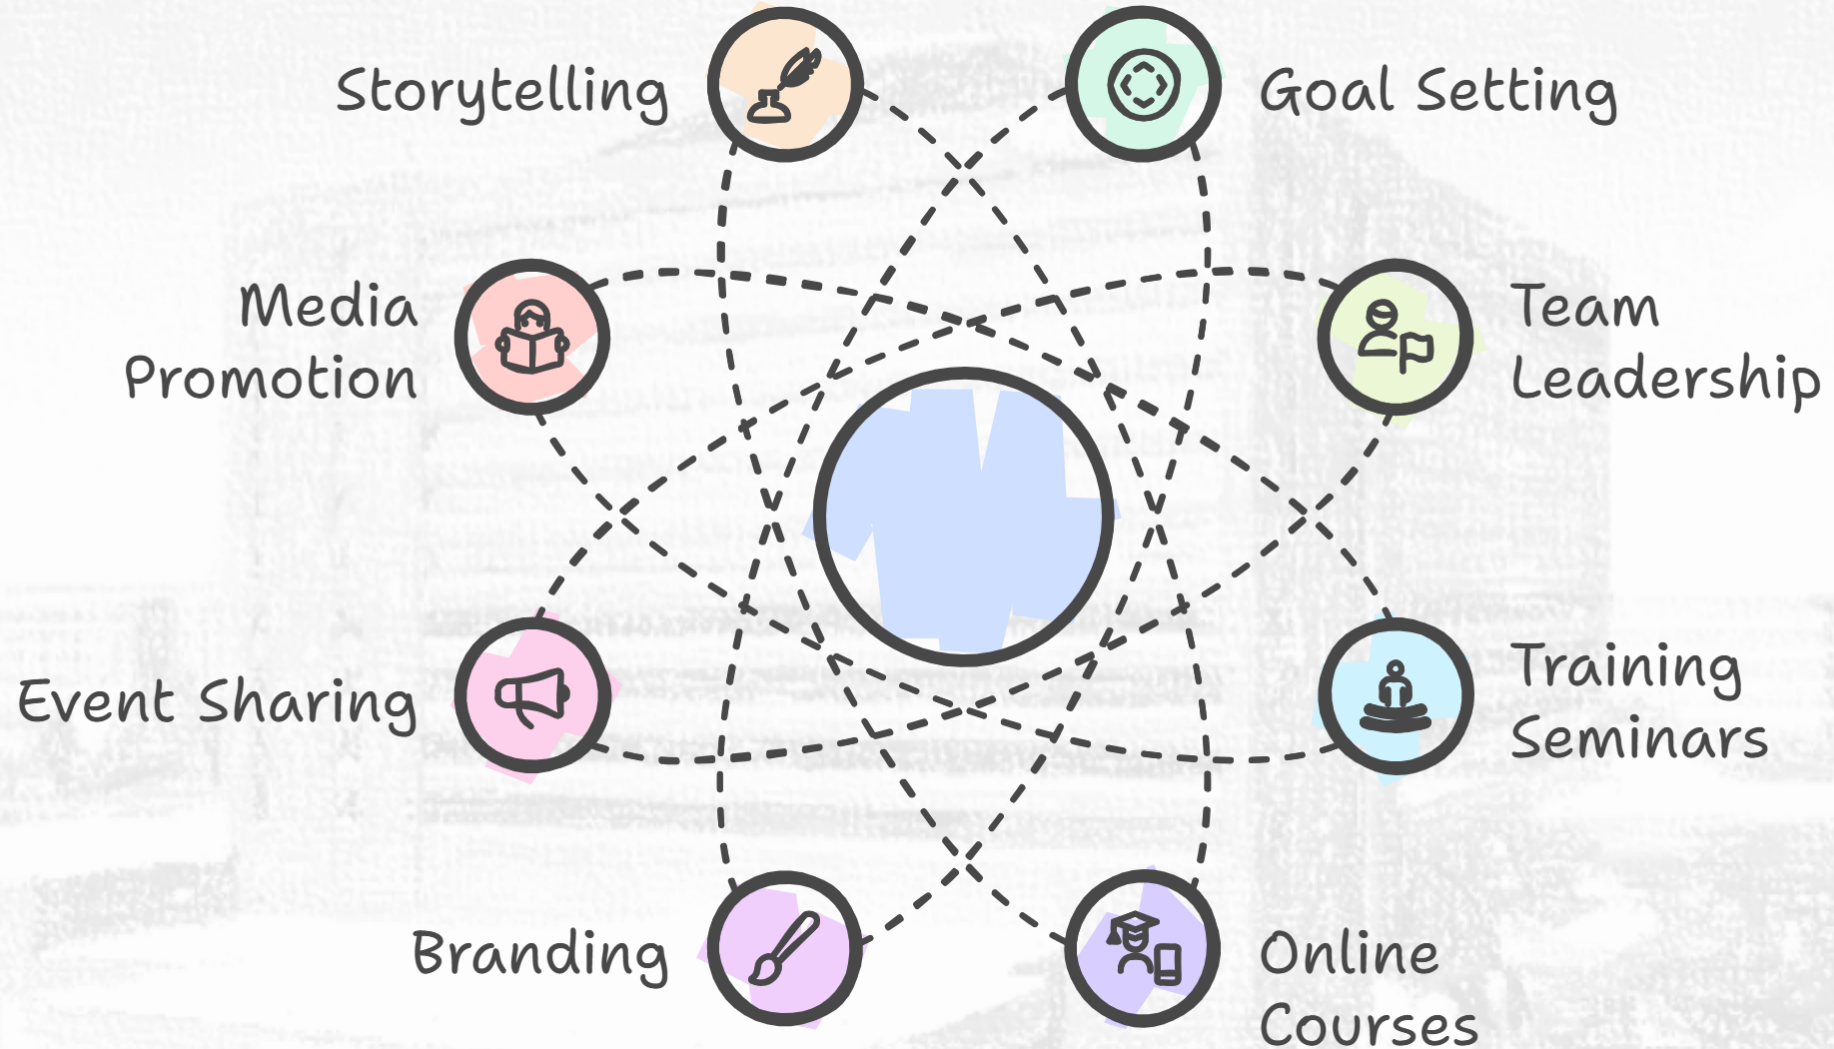 Storytelling
Goal Setting
Media
Promotion
Team
Leadership
Event Sharing
Training
Seminars
Branding
Online
Courses